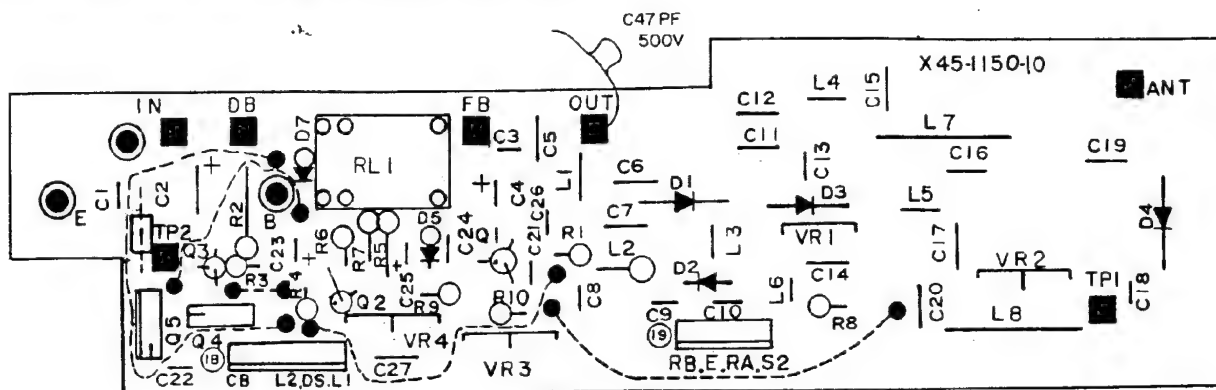 C47PF
500V
X45-1150-10
IN
DB
D7
FB
OUT
C3
C5
C12
L4
C15
ANT
C11
L7
RL1
C13
C16
C19
C1
C2
+
+
C4
L1
C6
D1
D3
L5
D4
E
B
R2
C26
C7
L3
VR1
C17
VR2
TP2
Q3
R3
C23
R6
R7
R5
D5
C24
Q1
C21
R1
L2
D2
C14
L6
TP1
C18
+
+
R4
Q2
C25
R9
R10
C8
C9
C10
R8
C20
L8
Q5
Q4
VR4
VR3
19
RB,E,RA,S2
18
C22
CB
L2,DS,L1
C27